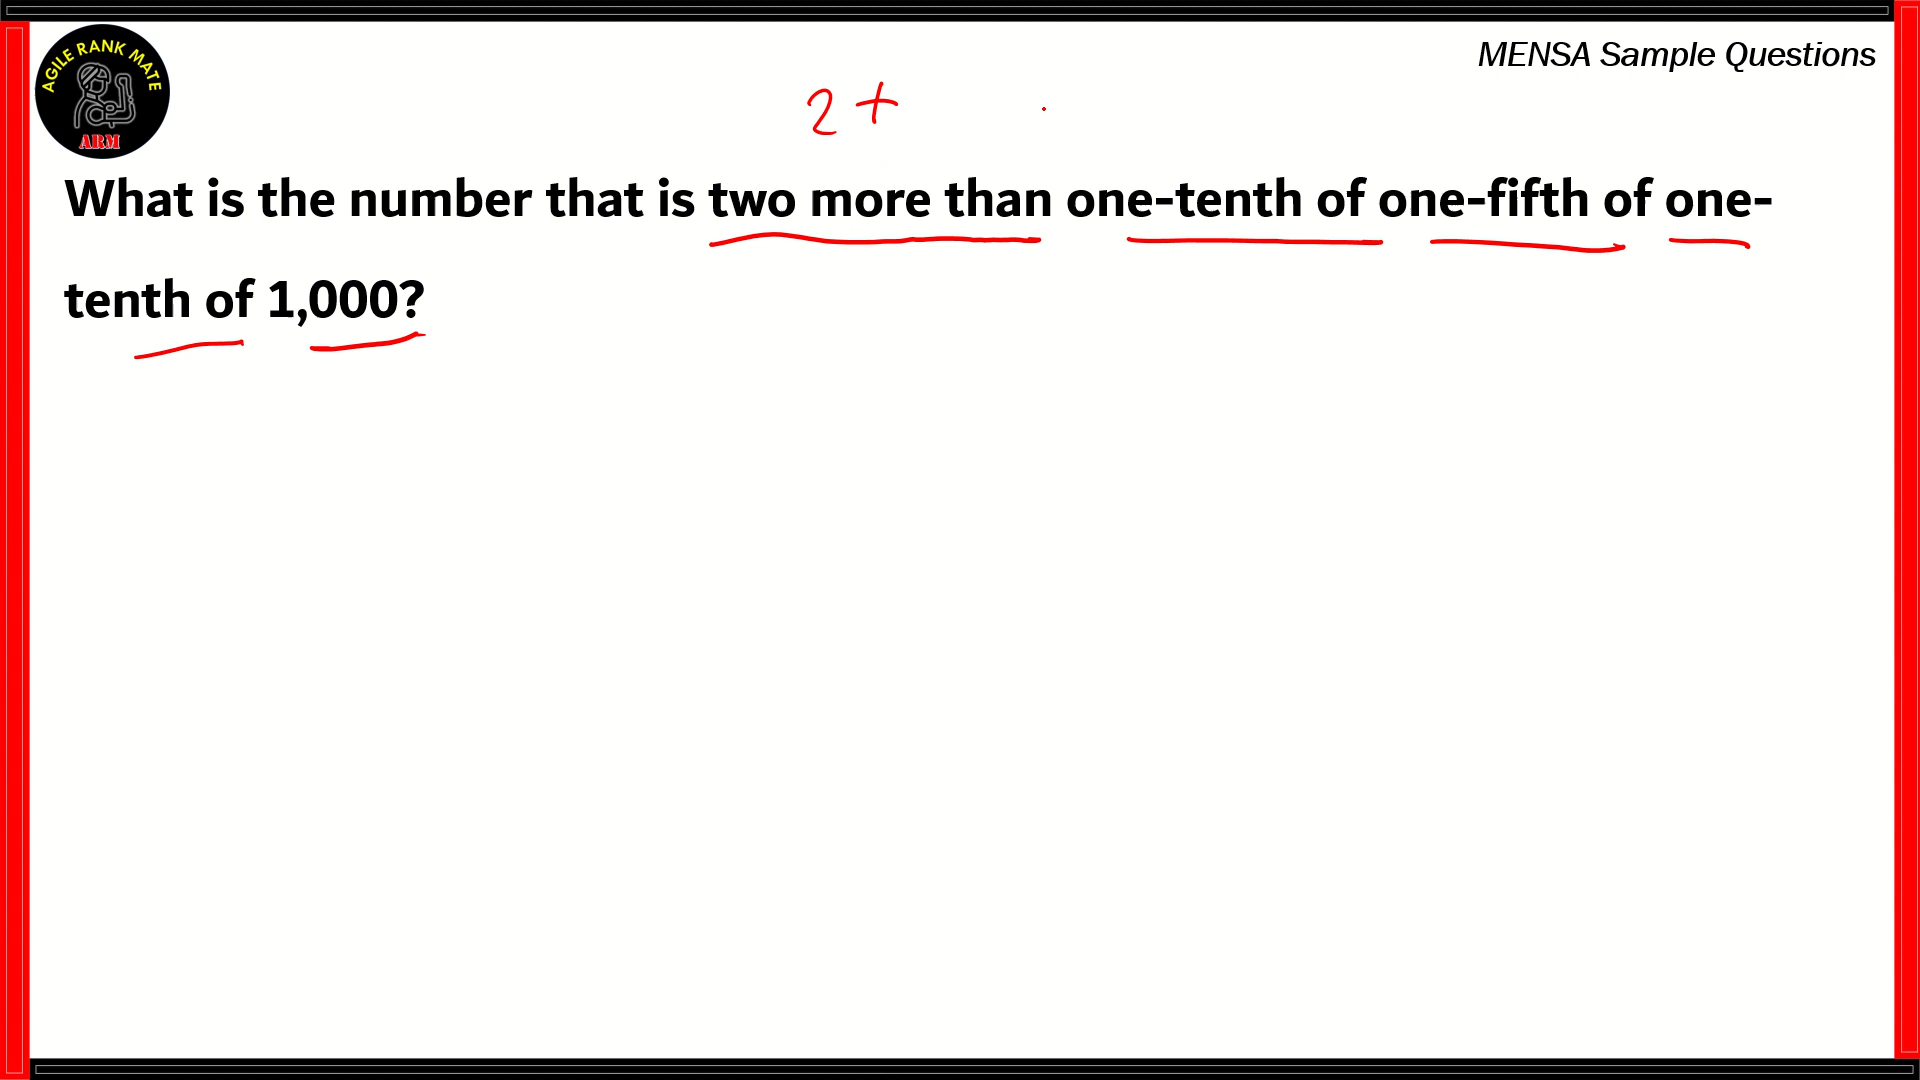 AGILE RANK MATE
ARM
MENSA Sample Questions
2 +
What is the number that is two more than one-tenth of one-fifth of one-
tenth of 1,000?